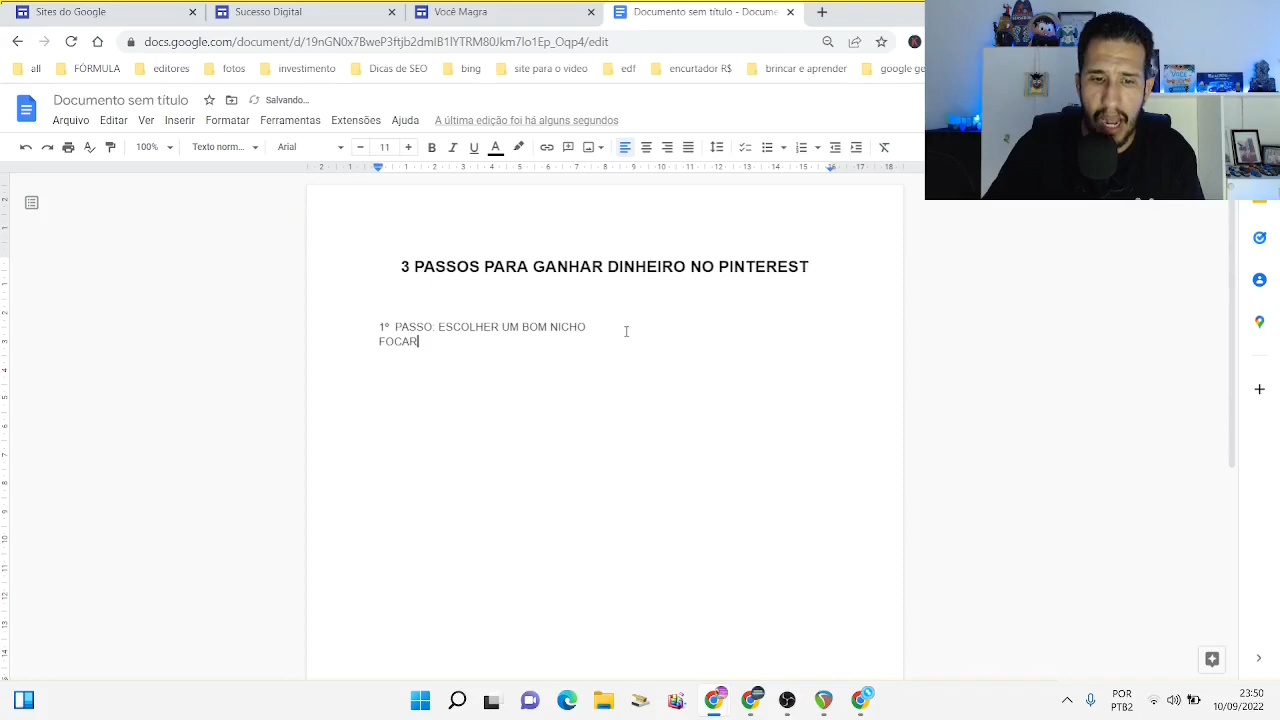 Sites do Google
Sucesso Digital
Você Magra
Documento sem título - Docume
docs.google.com/document/
/edit
all
FÓRMULA
editores
fotos
investimento
Dicas de SEO
bing
site para o video
edf
encurtador R$
brincar e aprender
google ge
Documento sem título
Salvando...
Arquivo Editar Ver Inserir Formatar Ferramentas Extensões Ajuda
A última edição foi há alguns segundos
100%
Texto norm...
Arial
11
3 PASSOS PARA GANHAR DINHEIRO NO PINTEREST
1º PASSO: ESCOLHER UM BOM NICHO
FOCAR
POR
PTB2
23:50
10/09/2022